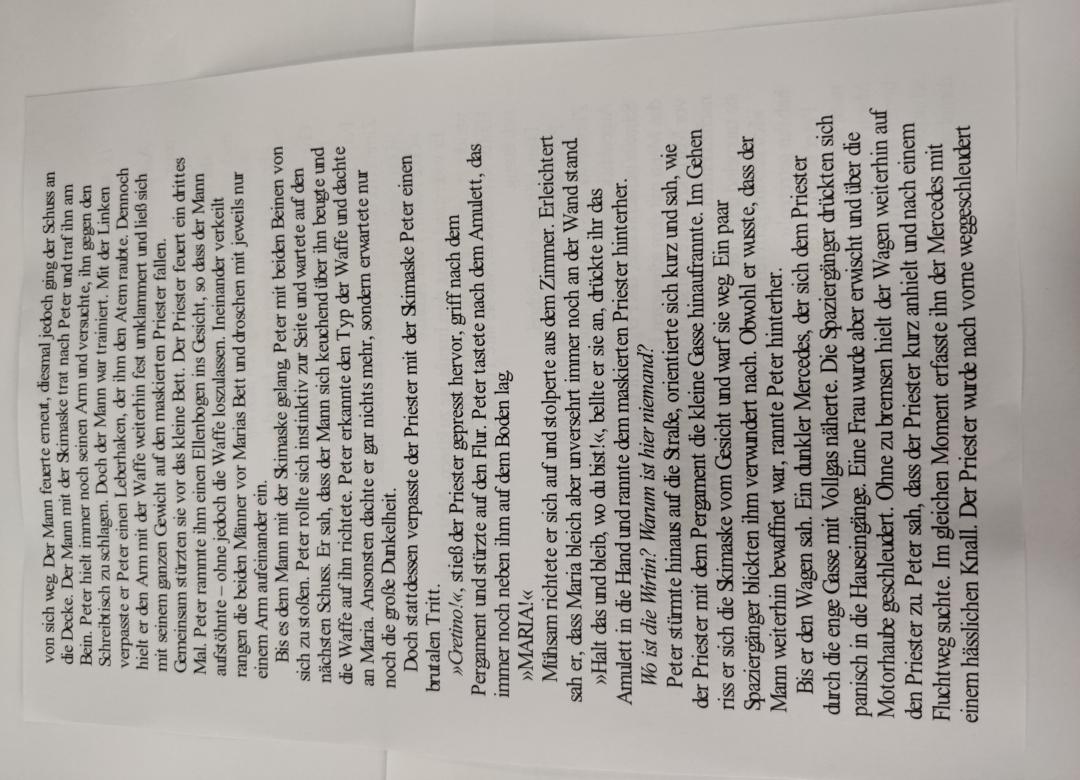 von sich weg. Der Mann feuerte erneut, diesmal jedoch ging der Schuss an
die Decke. Der Mann mit der Skimaske trat nach Peter und traf ihn am
Bein. Peter hielt immer noch seinen Arm und versuchte, ihn gegen den
Schreibtisch zu schlagen. Doch der Mann war trainiert. Mit der Linken
verpasste er Peter einen Leberhaken, der ihm den Atem raubte. Dennoch
hielt er den Arm mit der Waffe weiterhin fest umklammert und ließ sich
mit seinem ganzen Gewicht auf den maskierten Priester fallen.
Gemeinsam stürzten sie vor das kleine Bett. Der Priester feuert ein drittes
Mal. Peter rammte ihm einen Ellenbogen ins Gesicht, so dass der Mann
aufstöhnte – ohne jedoch die Waffe loszulassen. Ineinander verkeilt
rangen die beiden Männer vor Marias Bett und droschen mit jeweils nur
einem Arm aufeinander ein.
Bis es dem Mann mit der Skimaske gelang, Peter mit beiden Beinen von
sich zu stoßen. Peter rollte sich instinktiv zur Seite und wartete auf den
nächsten Schuss. Er sah, dass der Mann sich keuchend über ihn beugte und
die Waffe auf ihn richtete. Peter erkannte den Typ der Waffe und dachte
an Maria. Ansonsten dachte er gar nichts mehr, sondern erwartete nur
noch die große Dunkelheit.
Doch stattdessen verpasste der Priester mit der Skimaske Peter einen
brutalen Tritt.
»Cretino!«, stieß der Priester gepresst hervor, griff nach dem
Pergament und stürzte auf den Flur. Peter tastete nach dem Amulett, das
immer noch neben ihm auf dem Boden lag.
»MARIA!«
Mühsam richtete er sich auf und stolperte aus dem Zimmer. Erleichtert
sah er, dass Maria bleich aber unversehrt immer noch an der Wand stand.
»Halt das und bleib, wo du bist!«, bellte er sie an, drückte ihr das
Amulett in die Hand und rannte dem maskierten Priester hinterher.
Wo ist die Wirtin? Warum ist hier niemand?
Peter stürmte hinaus auf die Straße, orientierte sich kurz und sah, wie
der Priester mit dem Pergament die kleine Gasse hinaufrannte. Im Gehen
riss er sich die Skimaske vom Gesicht und warf sie weg. Ein paar
Spaziergänger blickten ihm verwundert nach. Obwohl er wusste, dass der
Mann weiterhin bewaffnet war, rannte Peter hinterher.
Bis er den Wagen sah. Ein dunkler Mercedes, der sich dem Priester
durch die enge Gasse mit Vollgas näherte. Die Spaziergänger drückten sich
panisch in die Hauseingänge. Eine Frau wurde aber erwischt und über die
Motorhaube geschleudert. Ohne zu bremsen hielt der Wagen weiterhin auf
den Priester zu. Peter sah, dass der Priester kurz anhielt und nach einem
Fluchtweg suchte. Im gleichen Moment erfasste ihn der Mercedes mit
einem hässlichen Knall. Der Priester wurde nach vorne weggeschleudert